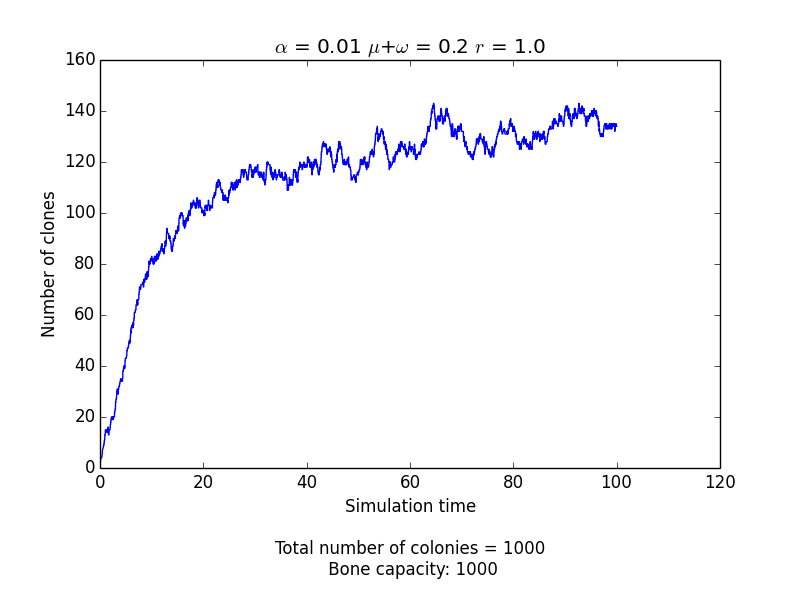 α = 0.01 μ+ω = 0.2 r = 1.0
160
140
120
100
80
60
40
20
0
Number of clones
0 20 40 60 80 100 120
Simulation time
Total number of colonies = 1000
Bone capacity: 1000